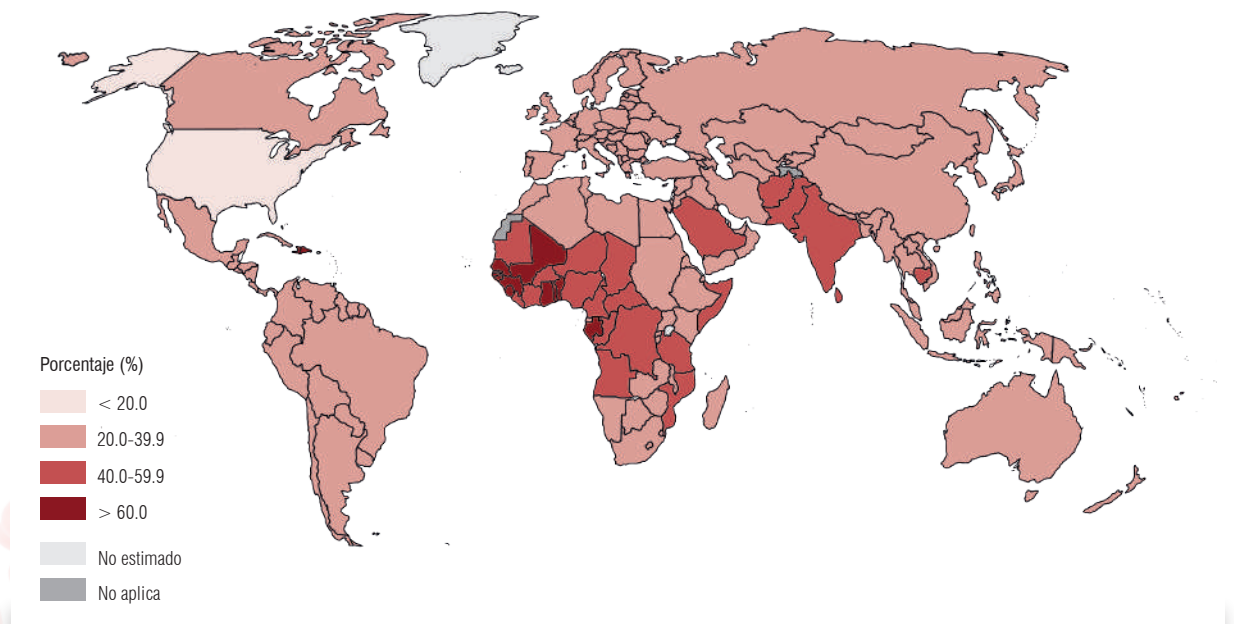 Porcentaje (%)
< 20.0
20.0-39.9
40.0-59.9
> 60.0
No estimado
No aplica